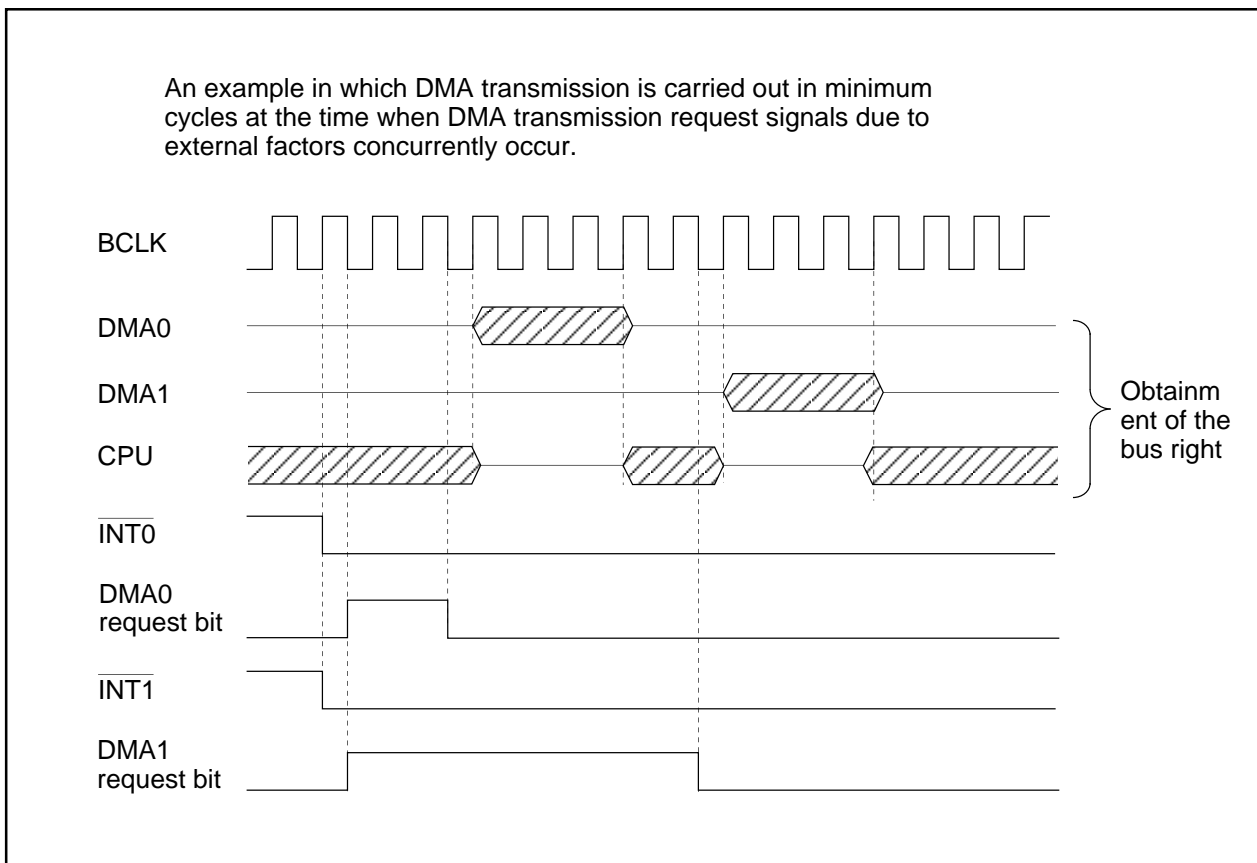 An example in which DMA transmission is carried out in minimum
cycles at the time when DMA transmission request signals due to
external factors concurrently occur.
BCLK
DMA0
DMA1
CPU
Obtainm
ent of the
bus right
INT0
DMA0
request bit
INT1
DMA1
request bit